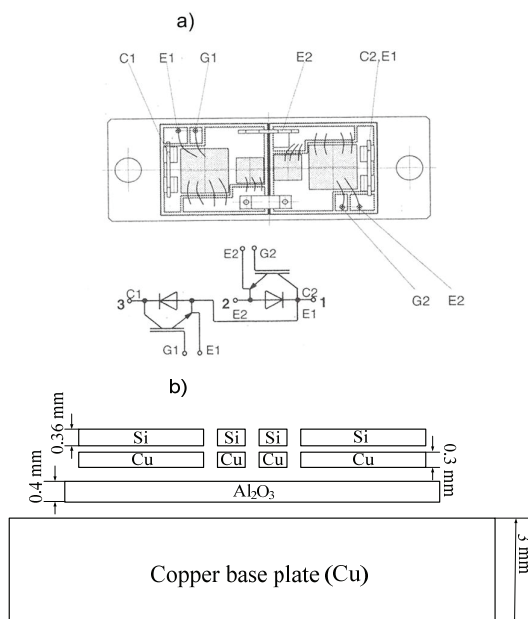 a)
C1 E1 G1 E2 C2,E1
G2 E2
E2 G2
3 C1 2 E2 C2 1 E1
G1 E1
b)
0.36 mm Si Si Si Si
Cu Cu Cu Cu 0.3 mm
0.4 mm Al₂O₃
Copper base plate (Cu) 3 mm